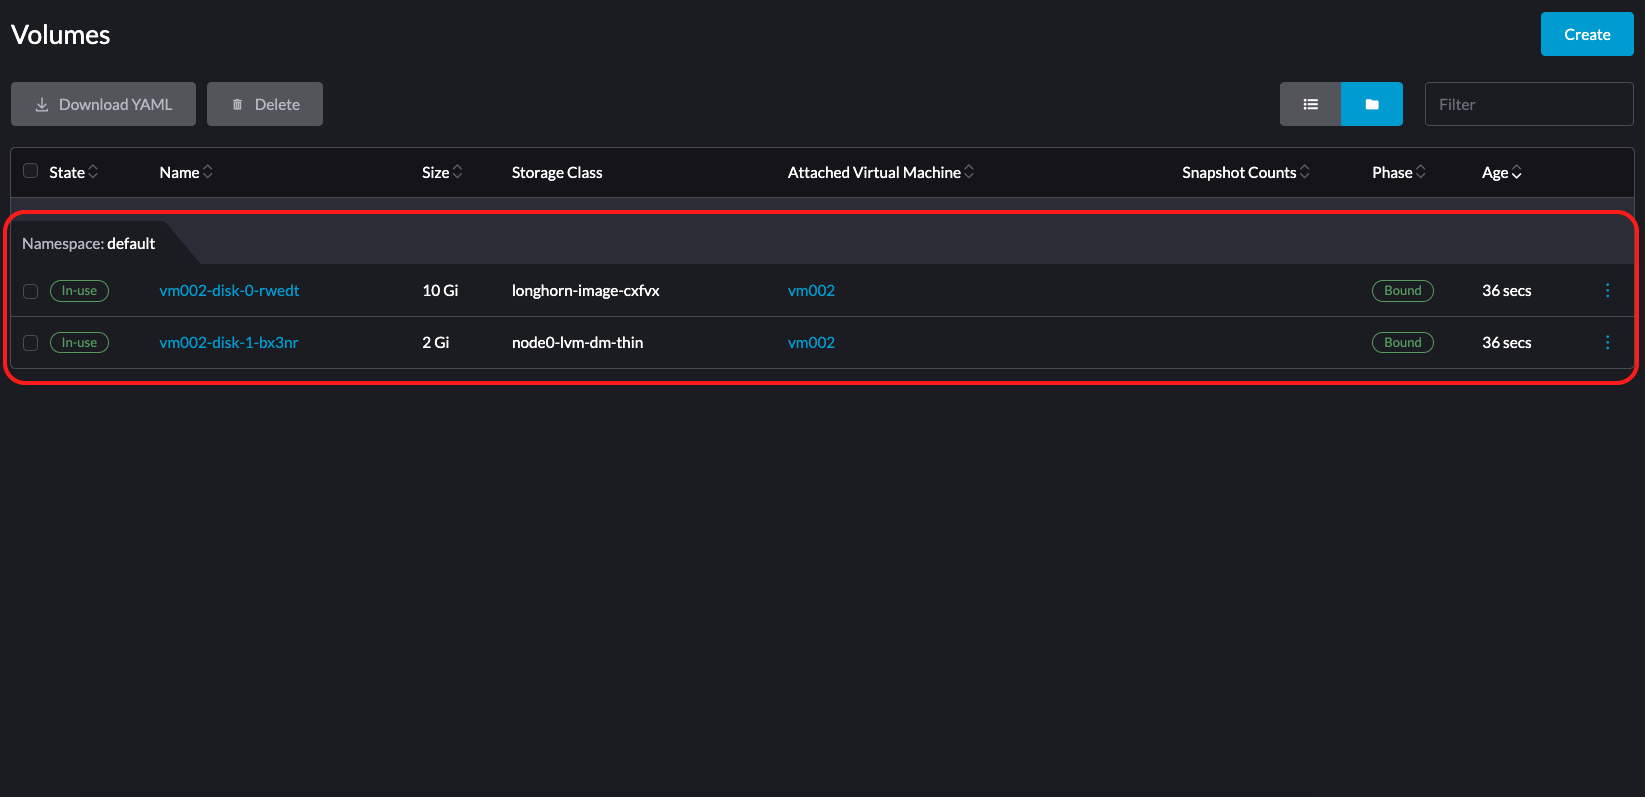 Volumes
Create
Download YAML Delete Filter
State Name Size Storage Class Attached Virtual Machine Snapshot Counts Phase Age
Namespace: default
In-use vm002-disk-0-rwedt 10 Gi longhorn-image-cxfvx vm002 Bound 36 secs
In-use vm002-disk-1-bx3nr 2 Gi node0-lvm-dm-thin vm002 Bound 36 secs